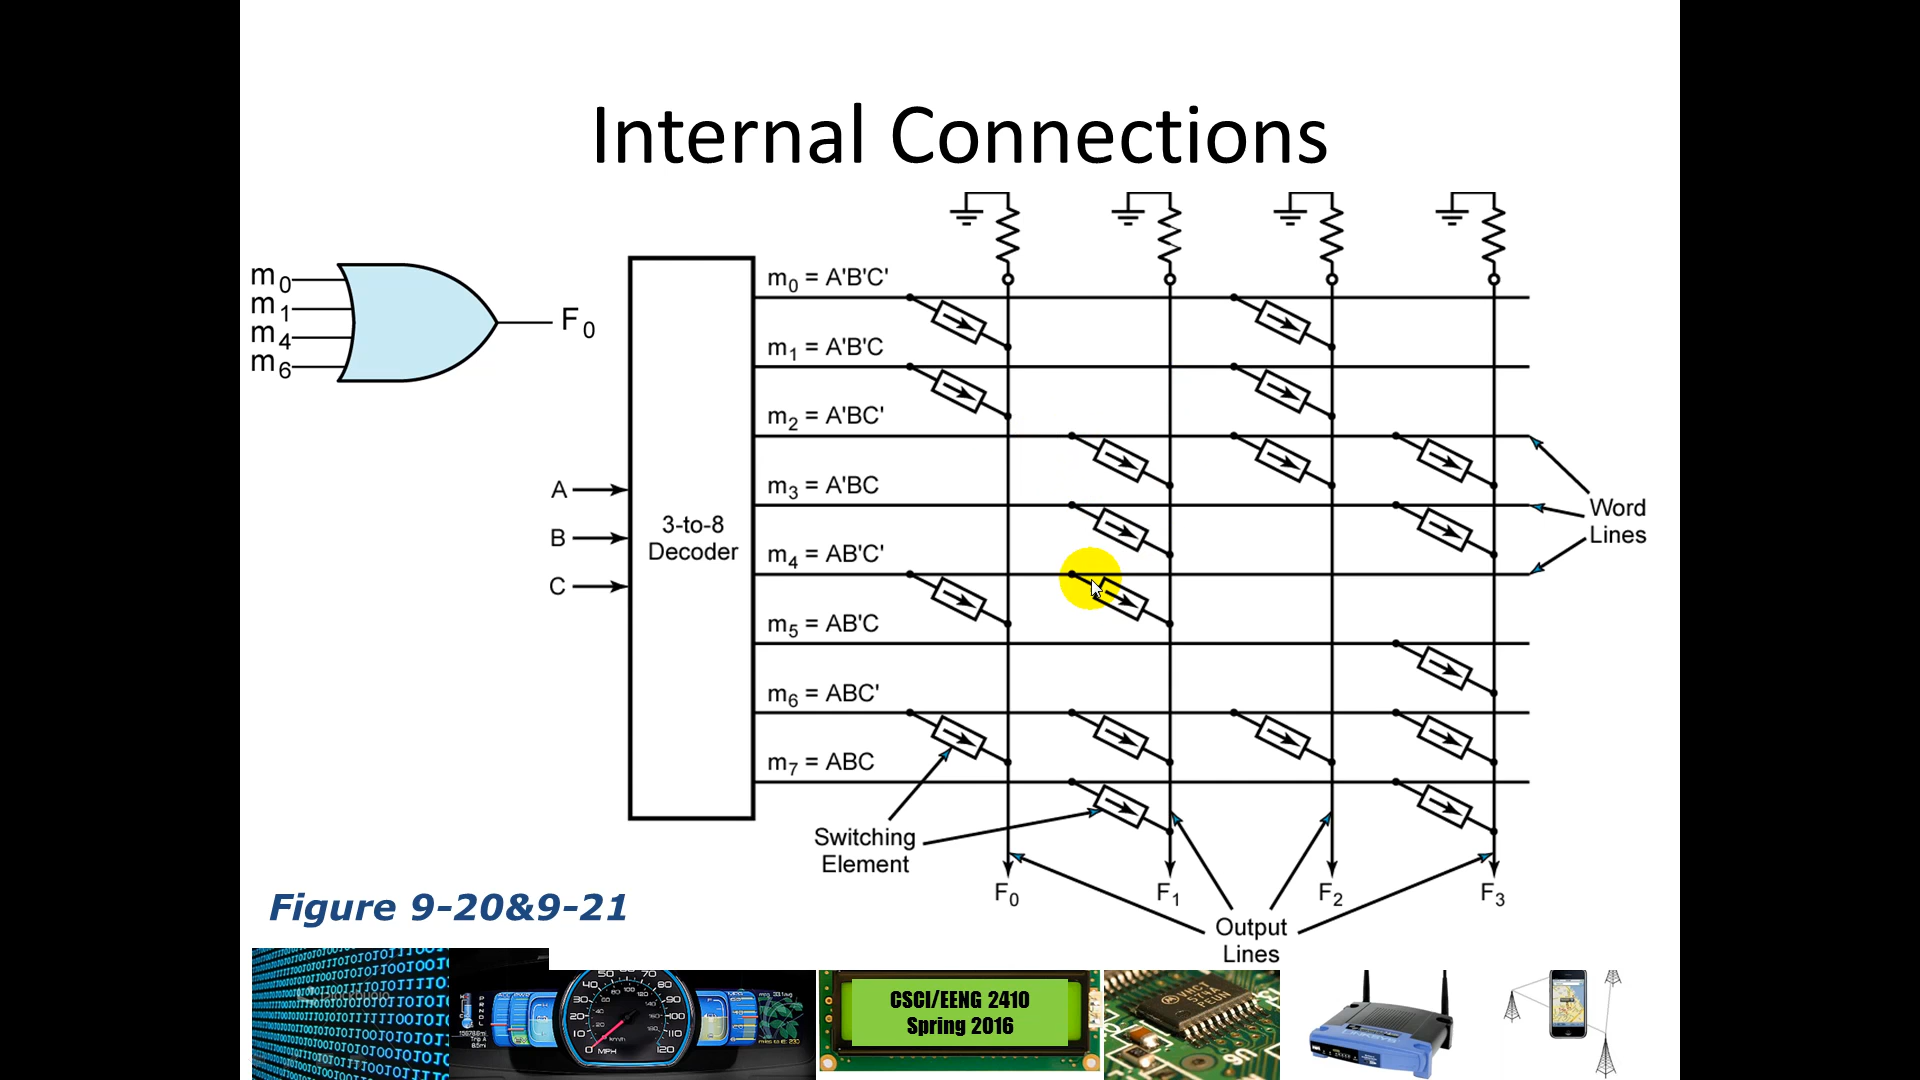 Internal Connections
m0
m1
m4
m6
F0
A
B
C
3-to-8
Decoder
m0 = A'B'C'
m1 = A'B'C
m2 = A'BC'
m3 = A'BC
m4 = AB'C'
m5 = AB'C
m6 = ABC'
m7 = ABC
Word
Lines
Switching
Element
F0
F1
F2
F3
Output
Lines
Figure 9-20&9-21
CSCI/EENG 2410
Spring 2016